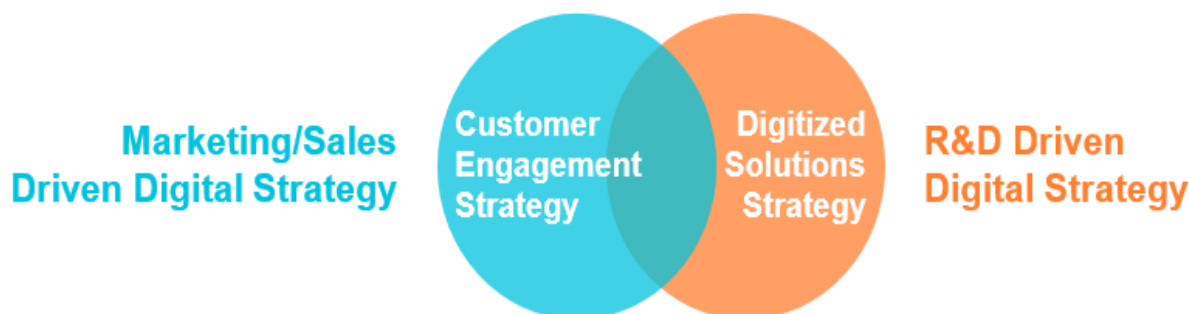 Marketing/Sales
Driven Digital Strategy
Customer
Engagement
Strategy
Digitized
Solutions
Strategy
R&D Driven
Digital Strategy